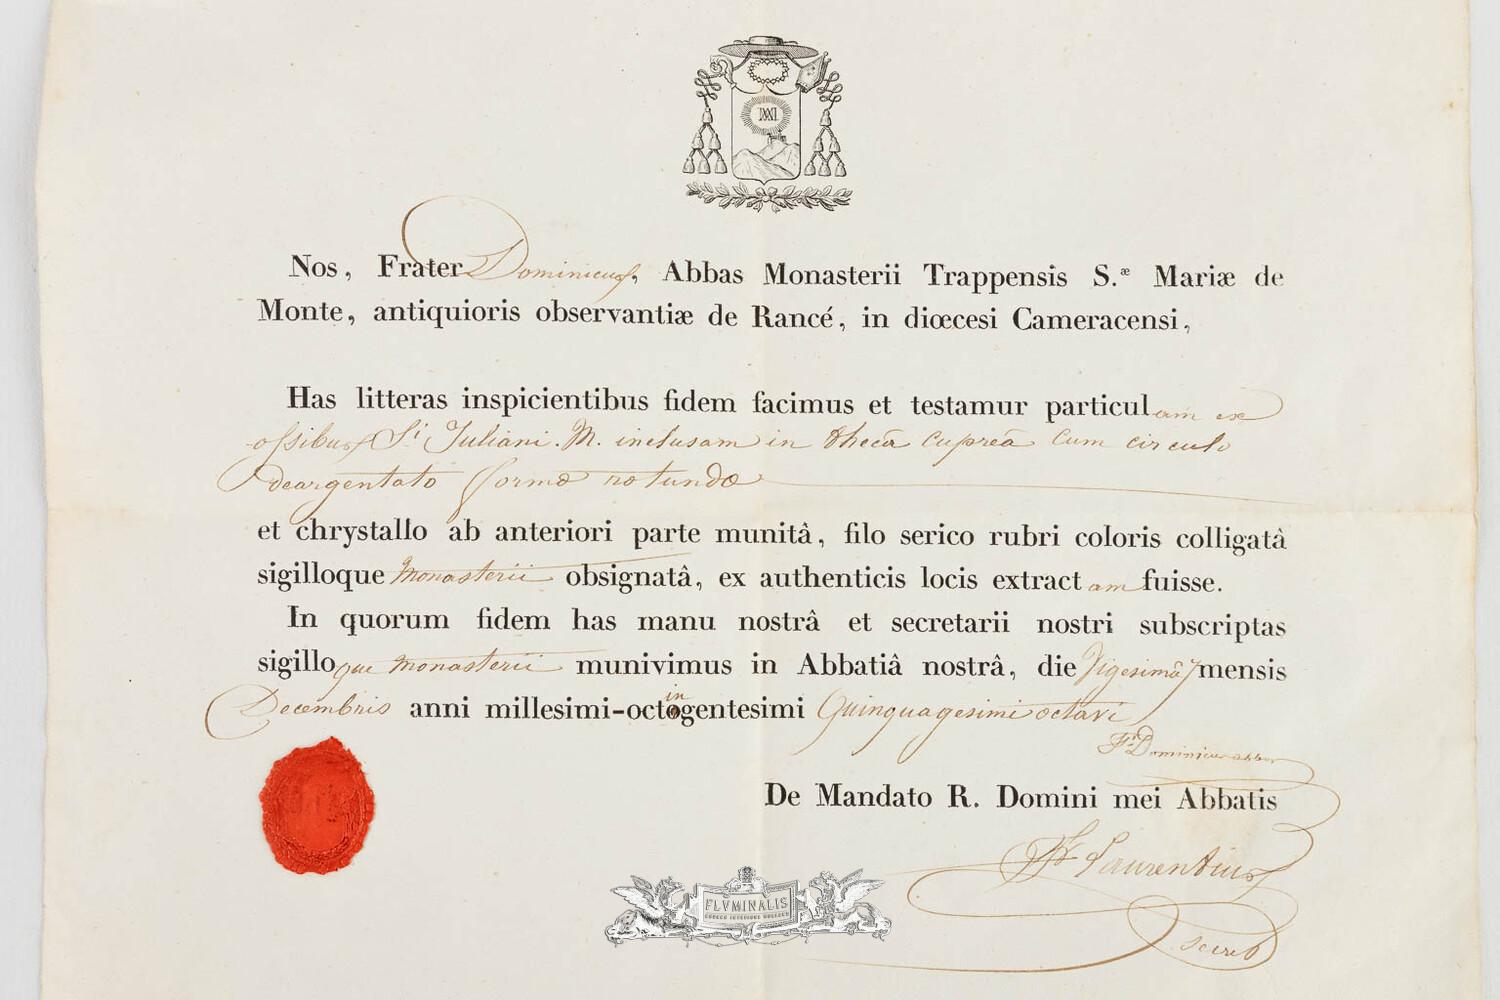 Nos, Frater Dominicus, Abbas Monasterii Trappensis S.æ Mariæ de
Monte, antiquioris observantiæ de Rancé, in diœcesi Cameracensi,
Has litteras inspicientibus fidem facimus et testamur particulam ex
ossibus Sti Juliani. M. inclusam in thecâ cupreâ cum circulo
deargentato formæ rotundæ
et chrystallo ab anteriori parte munitâ, filo serico rubri coloris colligatâ
sigilloque monasterii obsignatâ, ex authenticis locis extractam fuisse.
In quorum fidem has manu nostrâ et secretarii nostri subscriptas
sigilloque monasterii munivimus in Abbatiâ nostrâ, die Vigesimâ 7 mensis
Decembris anni millesimi-octingentesimi Quinquagesimi octavi
Fr. Dominicus abbas
De Mandato R. Domini mei Abbatis
Fr Laurentius
secret
FLVMINALIS